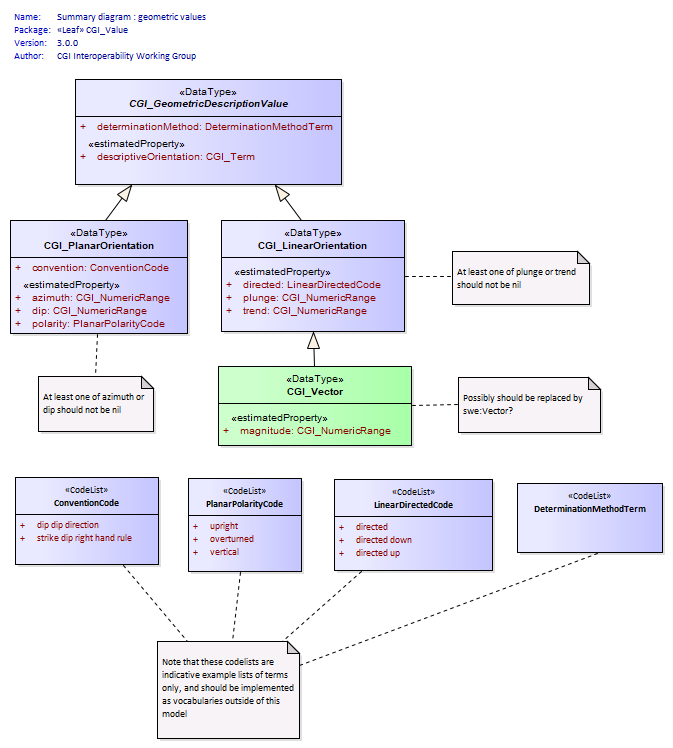 Name: Summary diagram : geometric values
Package: «Leaf» CGI_Value
Version: 3.0.0
Author: CGI Interoperability Working Group
«DataType»
CGI_GeometricDescriptionValue
+ determinationMethod: DeterminationMethodTerm
«estimatedProperty»
+ descriptiveOrientation: CGI_Term
«DataType»
CGI_PlanarOrientation
+ convention: ConventionCode
«estimatedProperty»
+ azimuth: CGI_NumericRange
+ dip: CGI_NumericRange
+ polarity: PlanarPolarityCode
«DataType»
CGI_LinearOrientation
«estimatedProperty»
+ directed: LinearDirectedCode
+ plunge: CGI_NumericRange
+ trend: CGI_NumericRange
At least one of plunge or trend
should not be nil
At least one of azimuth or
dip should not be nil
«DataType»
CGI_Vector
«estimatedProperty»
+ magnitude: CGI_NumericRange
Possibly should be replaced by
swe:Vector?
«CodeList»
ConventionCode
+ dip dip direction
+ strike dip right hand rule
«CodeList»
PlanarPolarityCode
+ upright
+ overturned
+ vertical
«CodeList»
LinearDirectedCode
+ directed
+ directed down
+ directed up
«CodeList»
DeterminationMethodTerm
Note that these codelists are
indicative example lists of terms
only, and should be implemented
as vocabularies outside of this
model